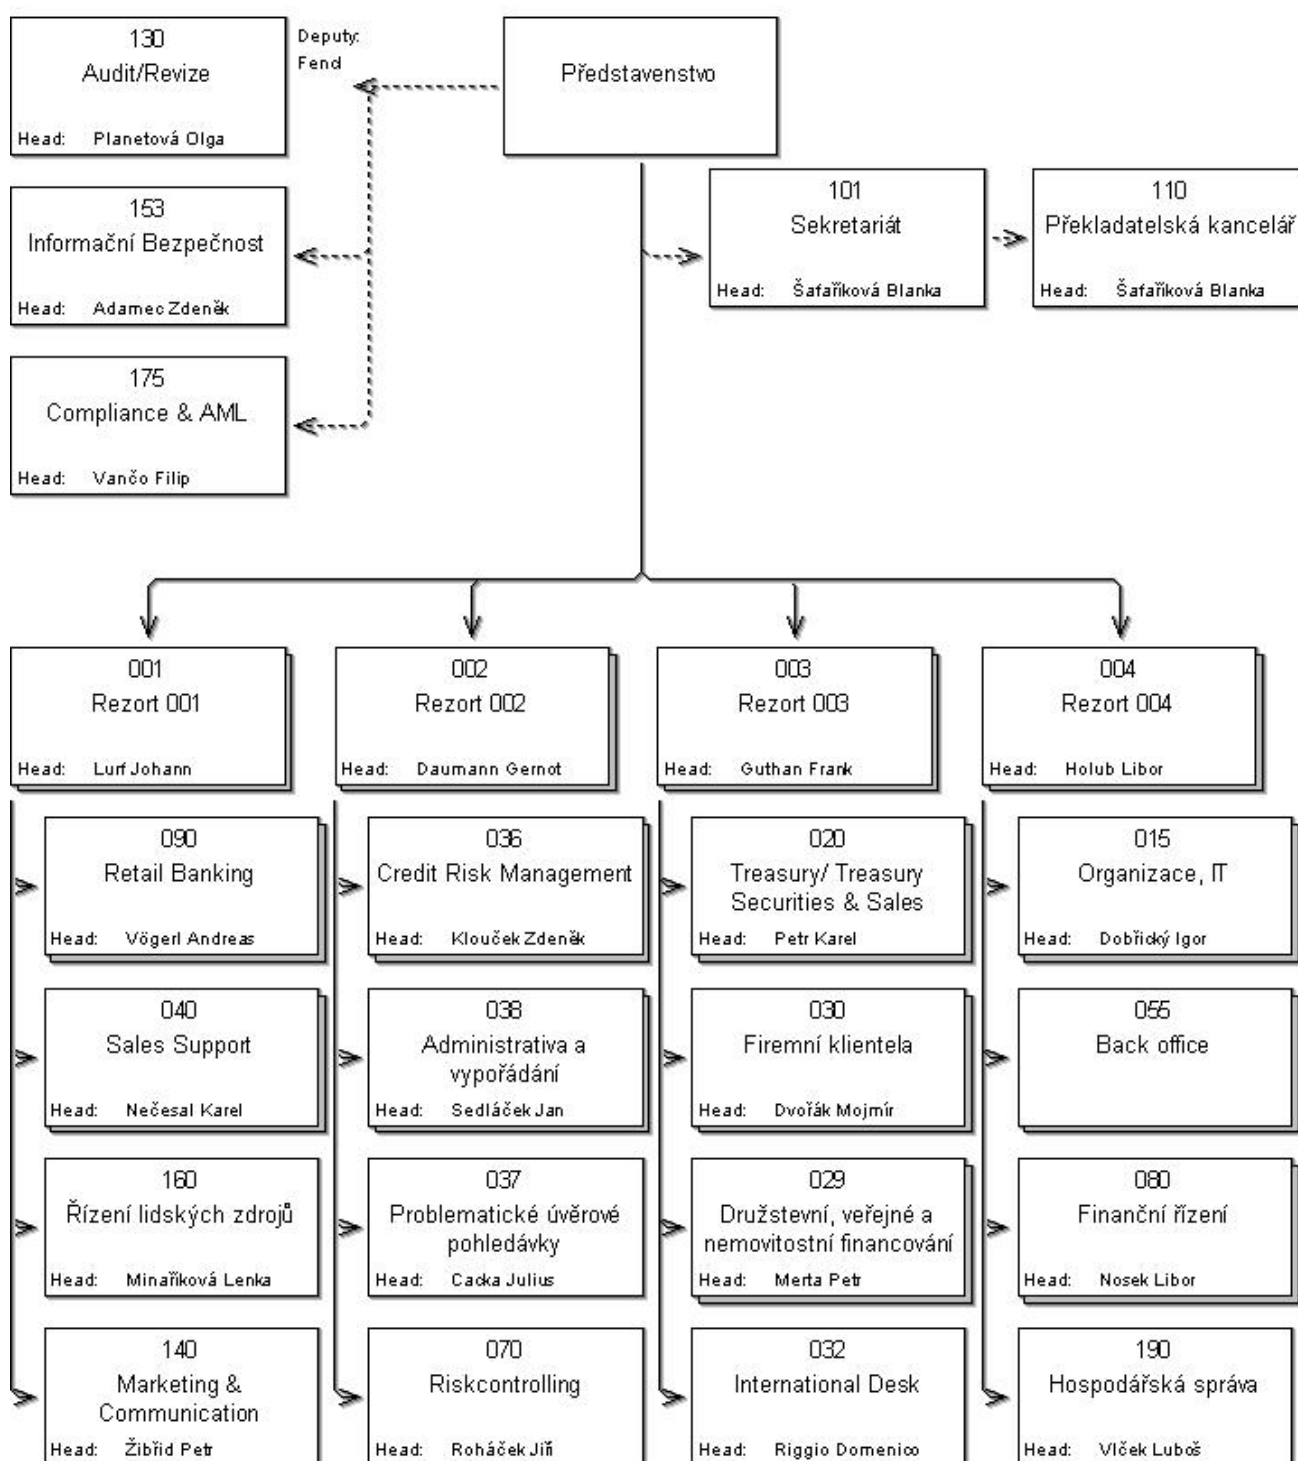 130
Audit/Revize
Head: Planetová Olga
Deputy:
Fend
Představenstvo
153
Informační Bezpečnost
Head: Adamec Zdeněk
101
Sekretariát
Head: Šafaříková Blanka
110
Překladatelská kancelář
Head: Šafaříková Blanka
175
Compliance & AML
Head: Vančo Filip
001
Rezort 001
Head: Lurf Johann
002
Rezort 002
Head: Daumann Gernot
003
Rezort 003
Head: Guthan Frank
004
Rezort 004
Head: Holub Libor
090
Retail Banking
Head: Vögerl Andreas
036
Credit Risk Management
Head: Klouček Zdeněk
020
Treasury/ Treasury
Securities & Sales
Head: Petr Karel
015
Organizace, IT
Head: Dobřický Igor
040
Sales Support
Head: Nečesal Karel
038
Administrativa a
vypořádání
Head: Sedláček Jan
030
Firemní klientela
Head: Dvořák Mojmír
055
Back office
160
Řízení lidských zdrojů
Head: Minaříková Lenka
037
Problematické úvěrové
pohledávky
Head: Cacka Julius
029
Družstevní, veřejné a
nemovitostní financování
Head: Merta Petr
080
Finanční řízení
Head: Nosek Libor
140
Marketing &
Communication
Head: Žibřid Petr
070
Riskcontrolling
Head: Roháček Jiří
032
International Desk
Head: Riggio Domenico
190
Hospodářská správa
Head: Vlček Luboš